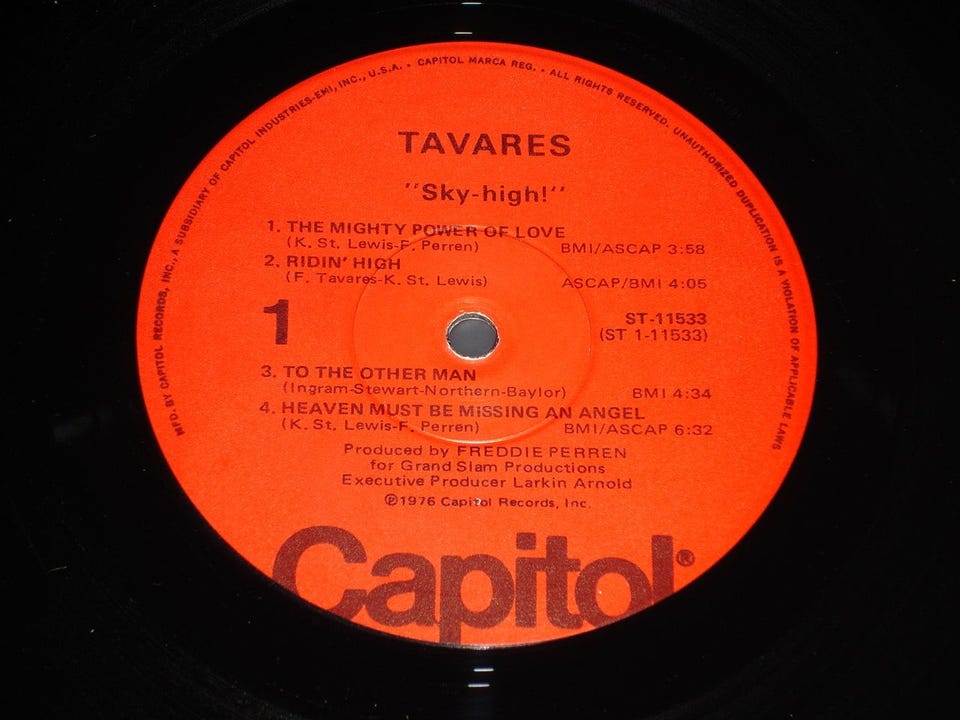 MFD. BY CAPITOL RECORDS, INC., A SUBSIDIARY OF CAPITOL INDUSTRIES-EMI, INC., U.S.A. • CAPITOL MARCA REG. • ALL RIGHTS RESERVED. UNAUTHORIZED DUPLICATION IS A VIOLATION OF APPLICABLE LAWS
TAVARES
"Sky-high!"
1. THE MIGHTY POWER OF LOVE
(K. St. Lewis-F. Perren) BMI/ASCAP 3:58
2. RIDIN' HIGH
(F. Tavares-K. St. Lewis) ASCAP/BMI 4:05
1 ST-11533
(ST 1-11533)
3. TO THE OTHER MAN
(Ingram-Stewart-Northern-Baylor) BMI 4:34
4. HEAVEN MUST BE MISSING AN ANGEL
(K. St. Lewis-F. Perren) BMI/ASCAP 6:32
Produced by FREDDIE PERREN
for Grand Slam Productions
Executive Producer Larkin Arnold
℗1976 Capitol Records, Inc.
Capitol®